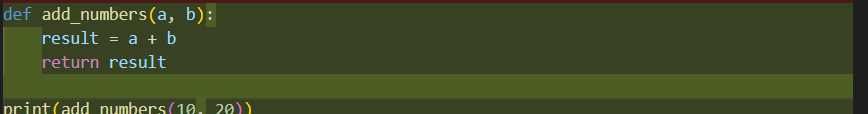 def add_numbers(a, b):
    result = a + b
    return result
print(add_numbers(10, 20))